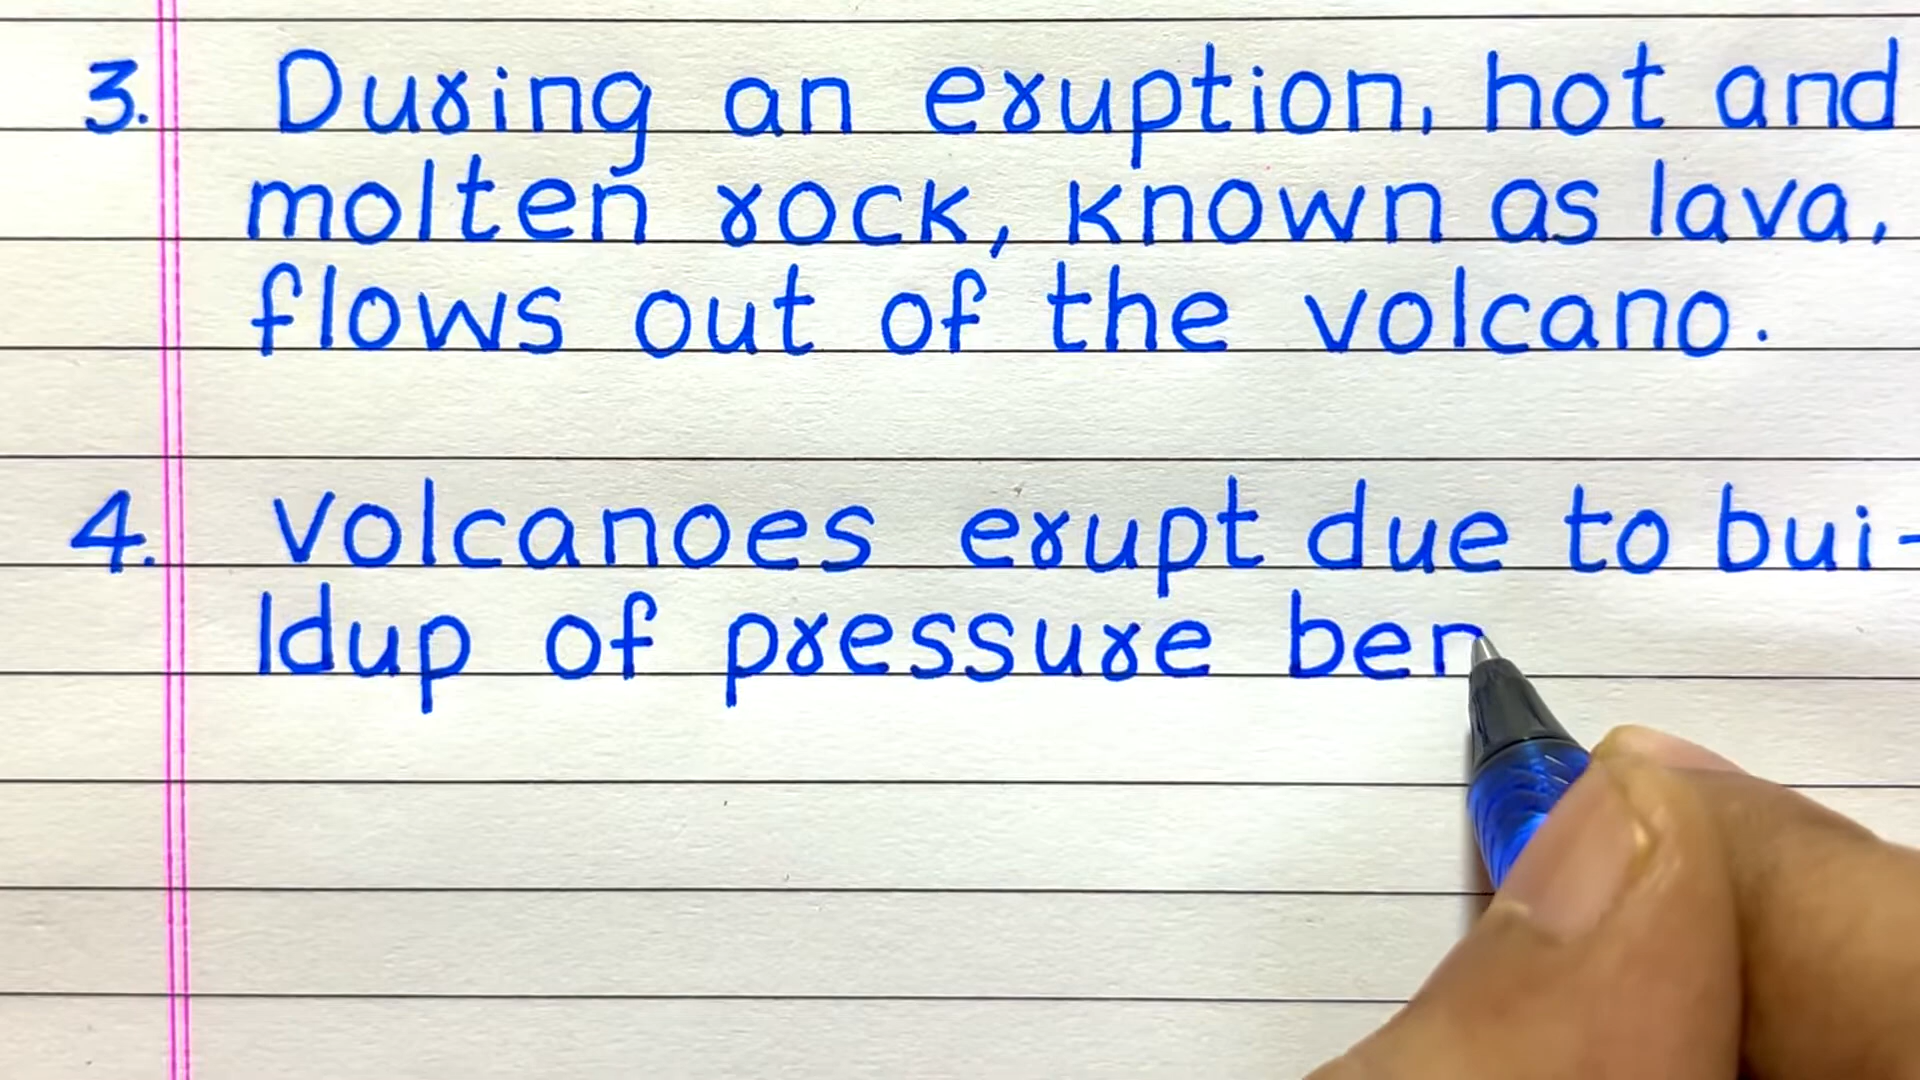 3. During an eruption, hot and
molten rock, known as lava,
flows out of the volcano.
4. Volcanoes erupt due to bui-
ldup of pressure ben